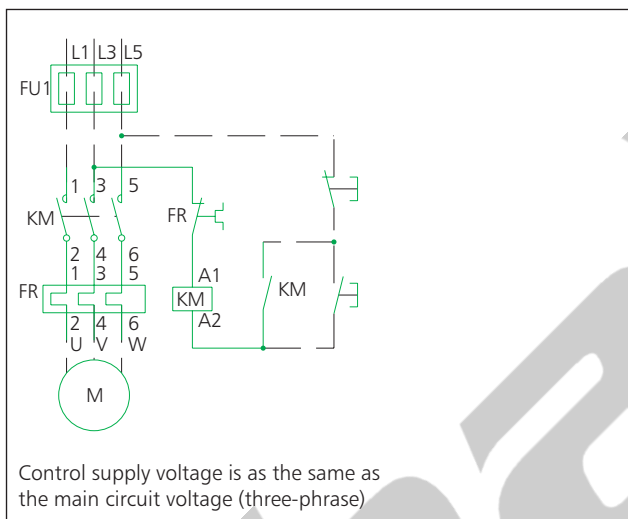 L1 L3 L5
FU1
1 3 5
KM
FR
2 4 6
1 3 5
FR
A1
KM
A2
KM
2 4 6
U V W
M
Control supply voltage is as the same as
the main circuit voltage (three-phrase)